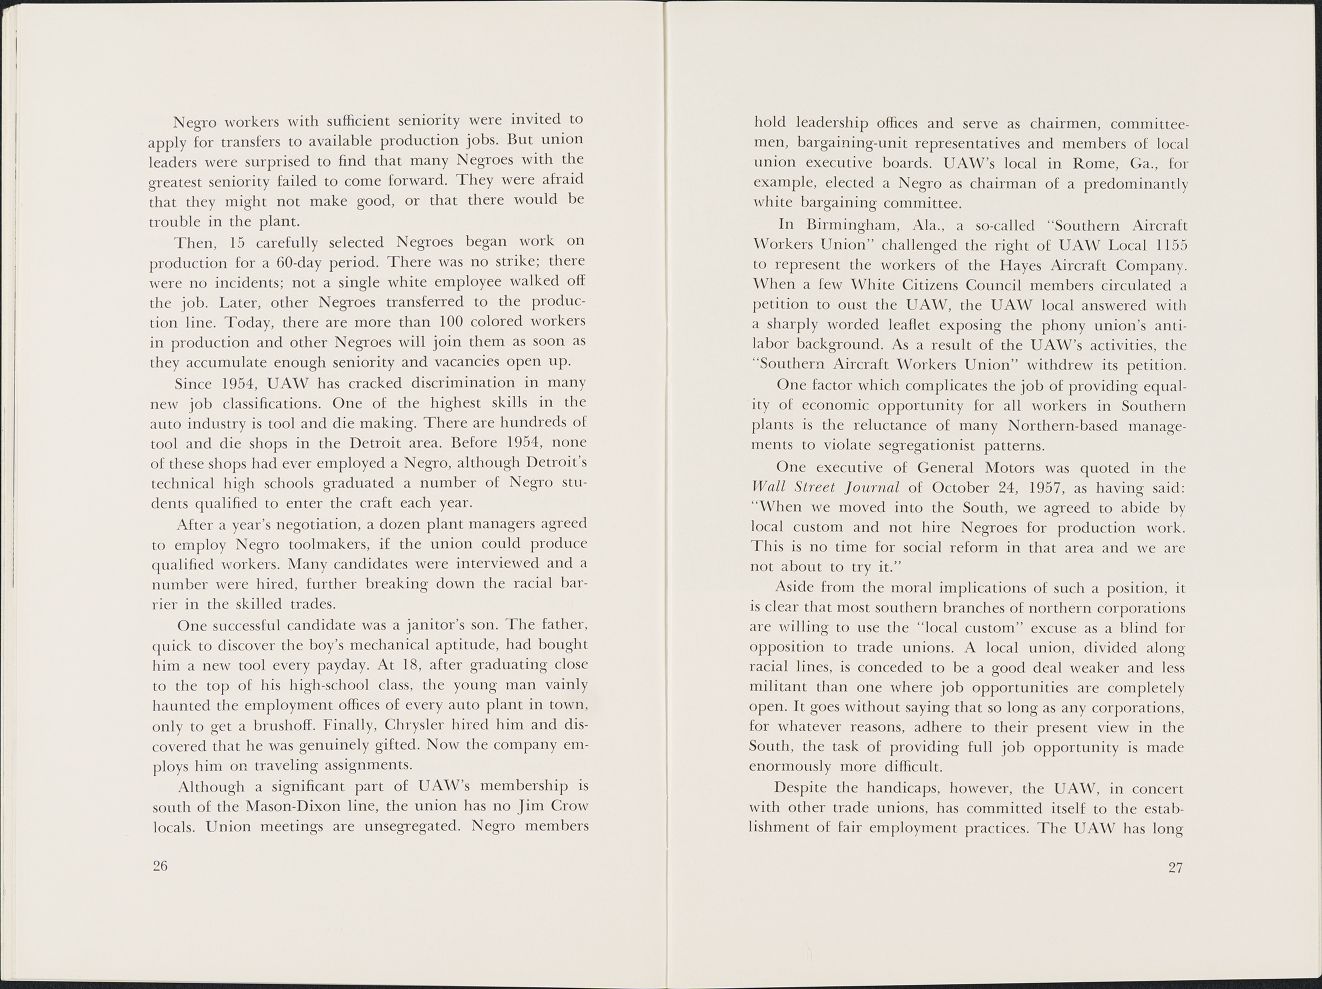 Negro workers with sufficient seniority were invited to
apply for transfers to available production jobs. But union
leaders were surprised to find that many Negroes with the
greatest seniority failed to come forward. They were afraid
that they might not make good, or that there would be
trouble in the plant.
Then, 15 carefully selected Negroes began work on
production for a 60-day period. There was no strike; there
were no incidents; not a single white employee walked off
the job. Later, other Negroes transferred to the produc-
tion line. Today, there are more than 100 colored workers
in production and other Negroes will join them as soon as
they accumulate enough seniority and vacancies open up.
Since 1954, UAW has cracked discrimination in many
new job classifications. One of the highest skills in the
auto industry is tool and die making. There are hundreds of
tool and die shops in the Detroit area. Before 1954, none
of these shops had ever employed a Negro, although Detroit's
technical high schools graduated a number of Negro stu-
dents qualified to enter the craft each year.
After a year's negotiation, a dozen plant managers agreed
to employ Negro toolmakers, if the union could produce
qualified workers. Many candidates were interviewed and a
number were hired, further breaking down the racial bar-
rier in the skilled trades.
One successful candidate was a janitor's son. The father,
quick to discover the boy's mechanical aptitude, had bought
him a new tool every payday. At 18, after graduating close
to the top of his high-school class, the young man vainly
haunted the employment offices of every auto plant in town,
only to get a brushoff. Finally, Chrysler hired him and dis-
covered that he was genuinely gifted. Now the company em-
ploys him on traveling assignments.
Although a significant part of UAW's membership is
south of the Mason-Dixon line, the union has no Jim Crow
locals. Union meetings are unsegregated. Negro members
26
hold leadership offices and serve as chairmen, committee-
men, bargaining-unit representatives and members of local
union executive boards. UAW's local in Rome, Ga., for
example, elected a Negro as chairman of a predominantly
white bargaining committee.
In Birmingham, Ala., a so-called "Southern Aircraft
Workers Union" challenged the right of UAW Local 1155
to represent the workers of the Hayes Aircraft Company.
When a few White Citizens Council members circulated a
petition to oust the UAW, the UAW local answered with
a sharply worded leaflet exposing the phony union's anti-
labor background. As a result of the UAW's activities, the
"Southern Aircraft Workers Union" withdrew its petition.
One factor which complicates the job of providing equal-
ity of economic opportunity for all workers in Southern
plants is the reluctance of many Northern-based manage-
ments to violate segregationist patterns.
One executive of General Motors was quoted in the
Wall Street Journal of October 24, 1957, as having said:
"When we moved into the South, we agreed to abide by
local custom and not hire Negroes for production work.
This is no time for social reform in that area and we are
not about to try it."
Aside from the moral implications of such a position, it
is clear that most southern branches of northern corporations
are willing to use the "local custom" excuse as a blind for
opposition to trade unions. A local union, divided along
racial lines, is conceded to be a good deal weaker and less
militant than one where job opportunities are completely
open. It goes without saying that so long as any corporations,
for whatever reasons, adhere to their present view in the
South, the task of providing full job opportunity is made
enormously more difficult.
Despite the handicaps, however, the UAW, in concert
with other trade unions, has committed itself to the estab-
lishment of fair employment practices. The UAW has long
27